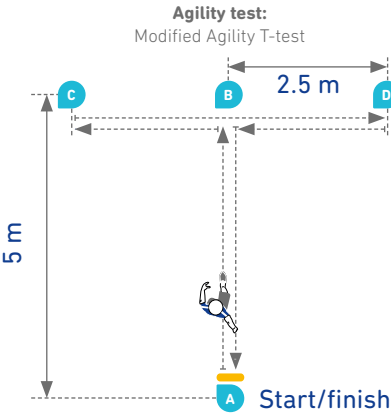 Agility test:
Modified Agility T-test
2.5 m
C
B
D
5 m
A
Start/finish